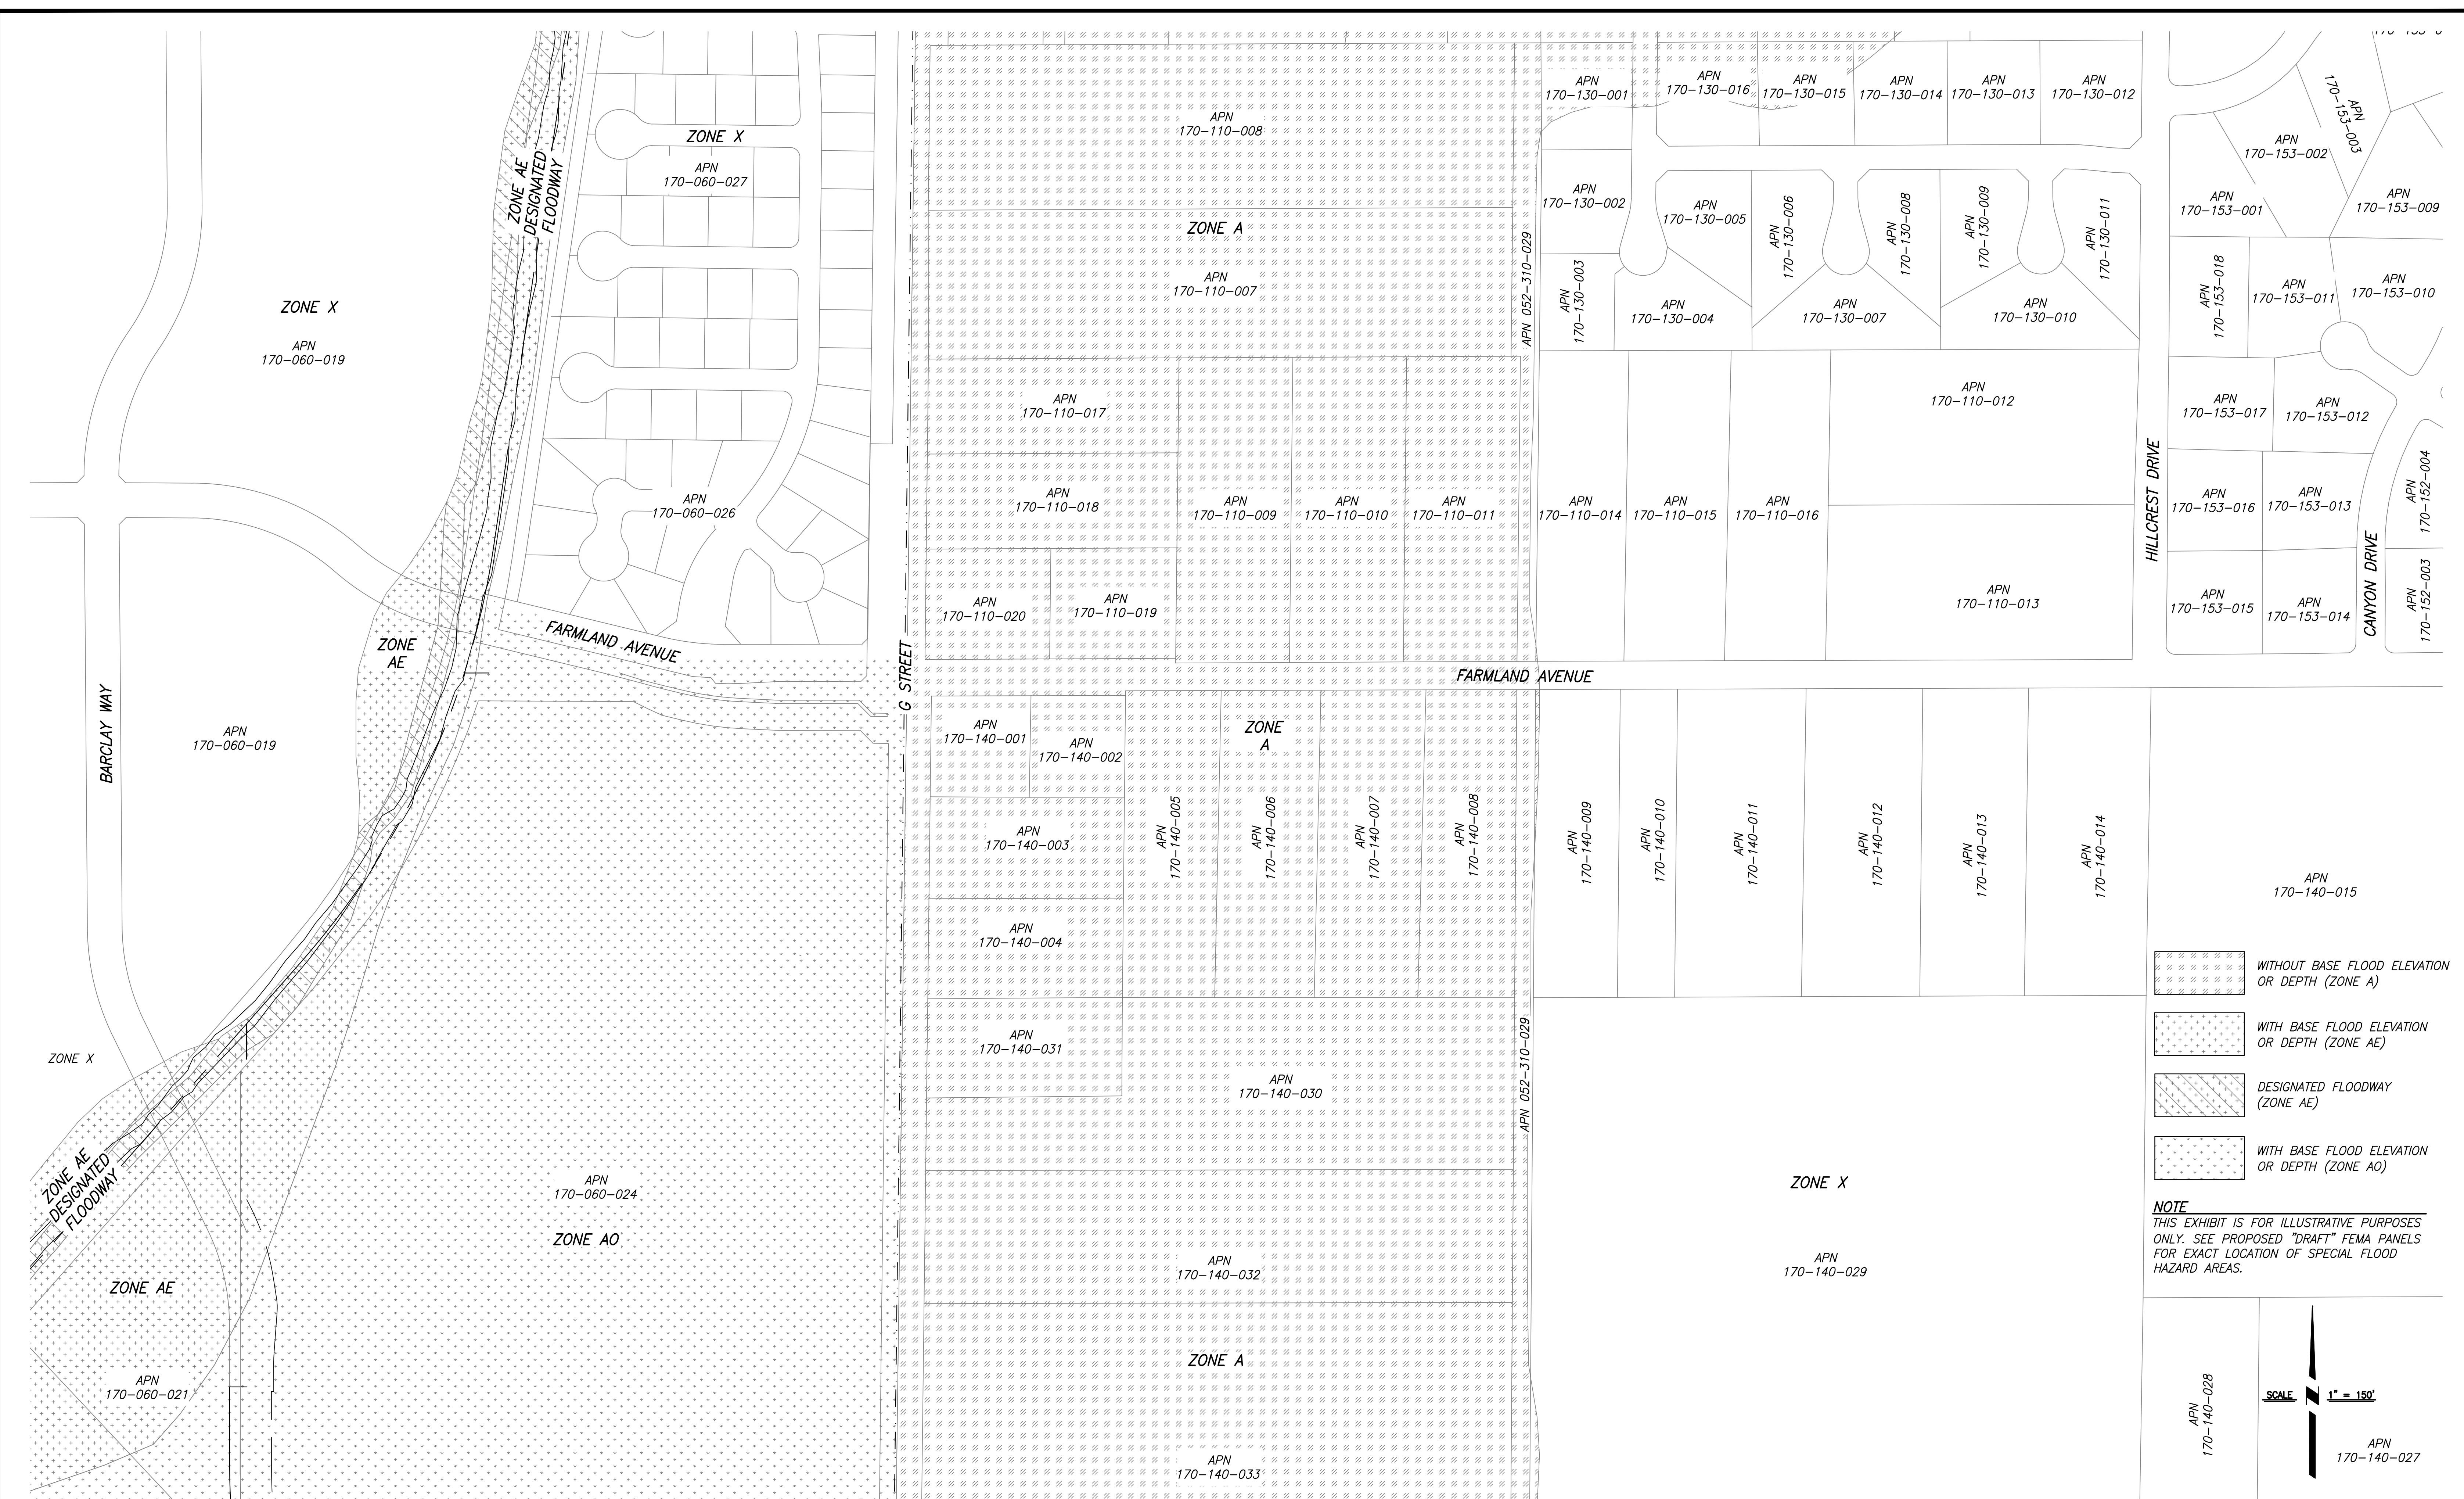 APN
170-130-001
APN
170-130-016
APN
170-130-015
APN
170-130-014
APN
170-130-013
APN
170-130-012
APN
170-153-003
APN
170-110-008
ZONE X
APN
170-060-027
ZONE AE
DESIGNATED
FLOODWAY
APN
170-153-002
APN
170-153-001
APN
170-153-009
APN
170-130-002
APN
170-130-005
APN
170-130-006
APN
170-130-008
APN
170-130-009
APN
170-130-011
ZONE A
APN
170-110-007
APN 052-310-029
APN
170-130-003
APN
170-130-004
APN
170-130-007
APN
170-130-010
APN
170-153-018
APN
170-153-011
APN
170-153-010
ZONE X
APN
170-060-019
APN
170-110-017
APN
170-110-012
APN
170-153-017
APN
170-153-012
APN
170-060-026
APN
170-110-018
APN
170-110-009
APN
170-110-010
APN
170-110-011
APN
170-110-014
APN
170-110-015
APN
170-110-016
HILLCREST DRIVE
APN
170-153-016
APN
170-153-013
APN
170-152-004
APN
170-110-020
APN
170-110-019
APN
170-110-013
APN
170-153-015
APN
170-153-014
CANYON DRIVE
APN
170-152-003
ZONE
AE
FARMLAND AVENUE
G STREET
FARMLAND AVENUE
BARCLAY WAY
APN
170-060-019
APN
170-140-001
APN
170-140-002
ZONE
A
APN
170-140-003
APN
170-140-005
APN
170-140-006
APN
170-140-007
APN
170-140-008
APN
170-140-009
APN
170-140-010
APN
170-140-011
APN
170-140-012
APN
170-140-013
APN
170-140-014
APN
170-140-015
APN
170-140-004
WITHOUT BASE FLOOD ELEVATION
OR DEPTH (ZONE A)
WITH BASE FLOOD ELEVATION
OR DEPTH (ZONE AE)
DESIGNATED FLOODWAY
(ZONE AE)
WITH BASE FLOOD ELEVATION
OR DEPTH (ZONE AO)
ZONE X
APN
170-140-031
APN
170-140-030
APN 052-310-029
ZONE AE
DESIGNATED
FLOODWAY
APN
170-060-024
ZONE AO
ZONE X
APN
170-140-029
NOTE
THIS EXHIBIT IS FOR ILLUSTRATIVE PURPOSES
ONLY. SEE PROPOSED "DRAFT" FEMA PANELS
FOR EXACT LOCATION OF SPECIAL FLOOD
HAZARD AREAS.
ZONE AE
APN
170-140-032
ZONE A
APN
170-060-021
APN
170-140-033
APN
170-140-028
SCALE
1" = 150'
APN
170-140-027